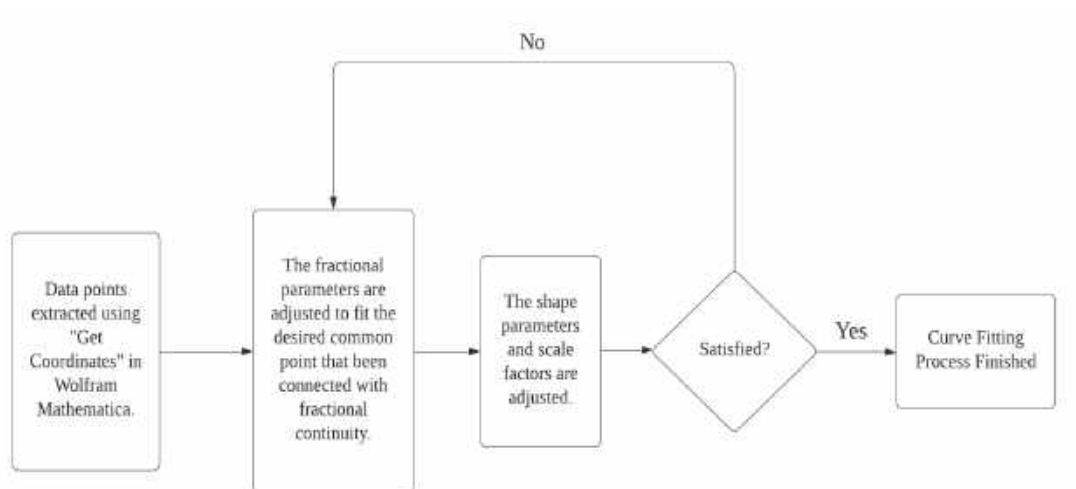 No
Data points
extracted using
"Get
Coordinates" in
Wolfram
Mathematica.
The fractional
parameters are
adjusted to fit the
desired common
point that been
connected with
fractional
continuity.
The shape
parameters
and scale
factors are
adjusted.
Satisfied?
Yes
Curve Fitting
Process Finished